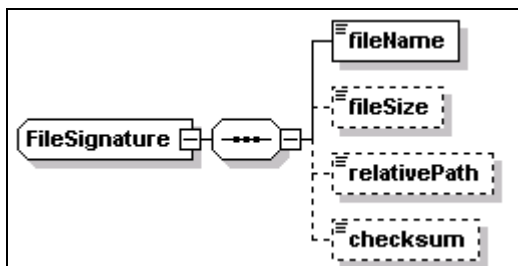 fileName
fileSize
FileSignature
relativePath
checksum